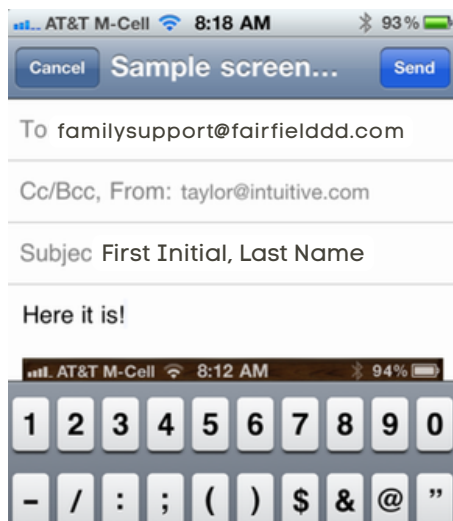 AT&T M-Cell 8:18 AM 93%
Cancel Sample screen... Send
To familysupport@fairfielddd.com
Cc/Bcc, From: taylor@intuitive.com
Subjec First Initial, Last Name
Here it is!
AT&T M-Cell 8:12 AM 94%
1 2 3 4 5 6 7 8 9 0
- / : ; ( ) $ & @ ”